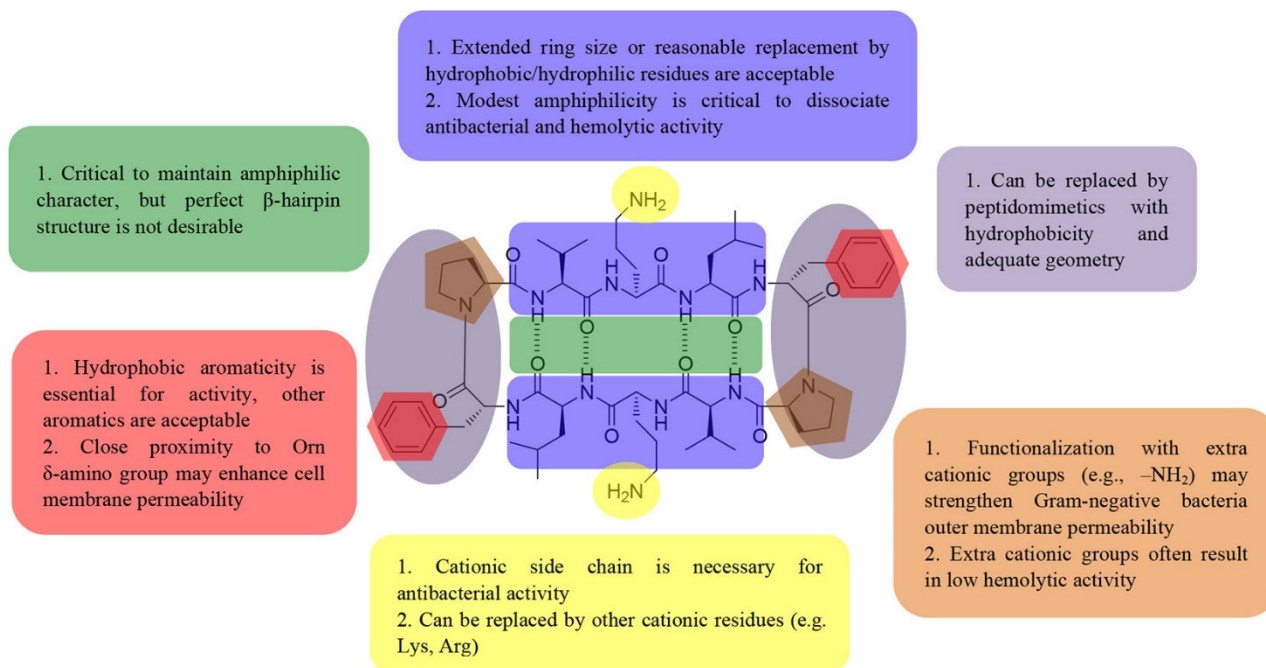 1. Extended ring size or reasonable replacement by
hydrophobic/hydrophilic residues are acceptable
2. Modest amphiphilicity is critical to dissociate
antibacterial and hemolytic activity
1. Critical to maintain amphiphilic
character, but perfect β-hairpin
structure is not desirable
1. Can be replaced by
peptidomimetics with
hydrophobicity and
adequate geometry
1. Hydrophobic aromaticity is
essential for activity, other
aromatics are acceptable
2. Close proximity to Orn
δ-amino group may enhance cell
membrane permeability
NH₂
O
H
N
O
H
N
O
N
N
H
O
N
H
O
O
O
H
N
O
H
N
O
N
O
N
H
O
N
H
O
N
H₂N
1. Functionalization with extra
cationic groups (e.g., –NH₂) may
strengthen Gram-negative bacteria
outer membrane permeability
2. Extra cationic groups often result
in low hemolytic activity
1. Cationic side chain is necessary for
antibacterial activity
2. Can be replaced by other cationic residues (e.g.
Lys, Arg)